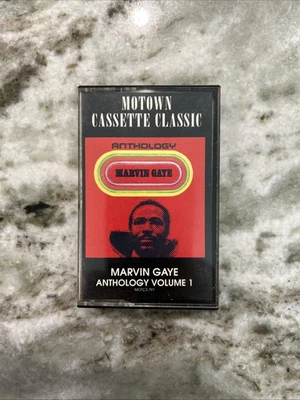 MOTOWN
CASSETTE CLASSIC
ANTHOLOGY
MARVIN GAYE
MARVIN GAYE
ANTHOLOGY VOLUME 1